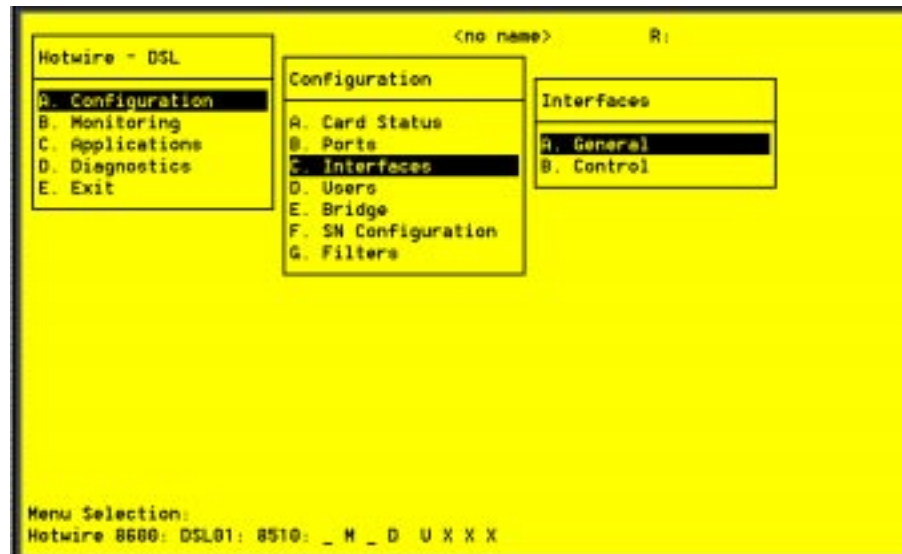 <no name> R:
Hotwire - DSL
A. Configuration
B. Monitoring
C. Applications
D. Diagnostics
E. Exit
Configuration
A. Card Status
B. Ports
C. Interfaces
D. Users
E. Bridge
F. SN Configuration
G. Filters
Interfaces
A. General
B. Control
Menu Selection:
Hotwire 8600: DSL01: 8510: _ M _ D U X X X